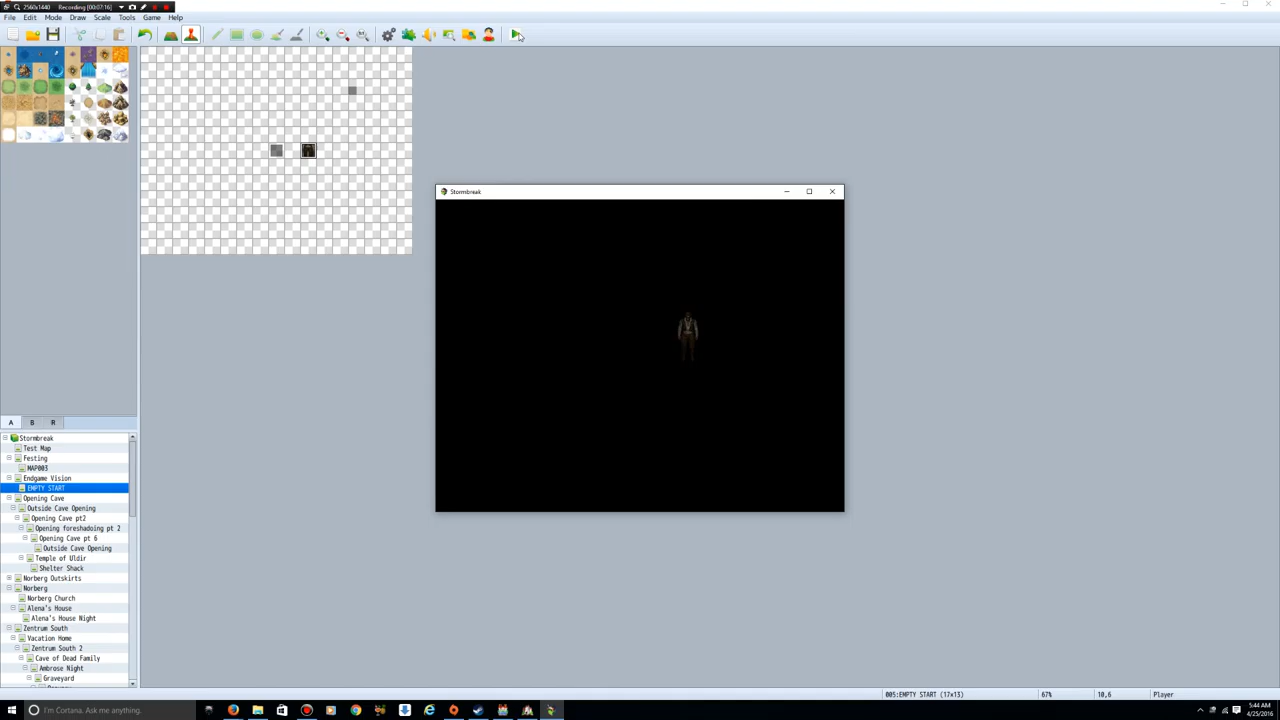 2560x1440 Recording [00:07:16]
File Edit Mode Draw Scale Tools Game Help
Stormbreak
A B R
Stormbreak
Test Map
Festing
MAP003
Endgame Vision
EMPTY START
Opening Cave
Outside Cave Opening
Opening Cave pt2
Opening foreshadoing pt 2
Opening Cave pt 6
Outside Cave Opening
Temple of Uldir
Shelter Shack
Norberg Outskirts
Norberg
Norberg Church
Alena's House
Alena's House Night
Zentrum South
Vacation Home
Zentrum South 2
Cave of Dead Family
Ambrose Night
Graveyard
005:EMPTY START (17x13) 67% 10,6 Player
I'm Cortana. Ask me anything.
5:44 AM
4/25/2016